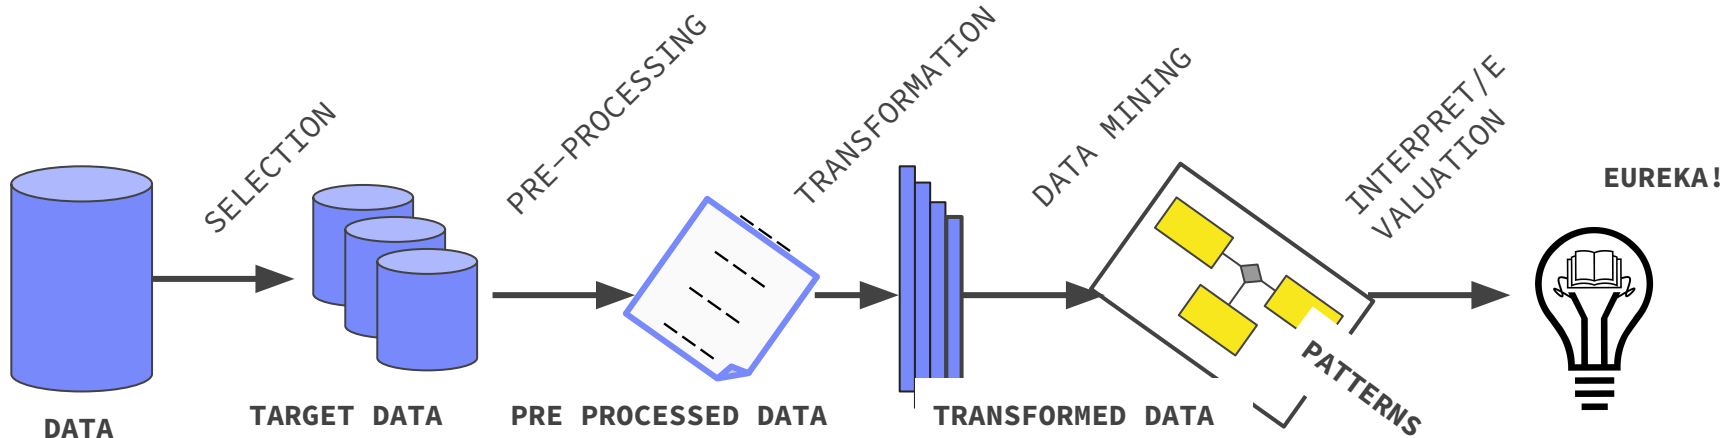 SELECTION
PRE-PROCESSING
TRANSFORMATION
DATA MINING
INTERPRET/E
VALUATION
EUREKA!
DATA
TARGET DATA
PRE PROCESSED DATA
TRANSFORMED DATA
PATTERNS